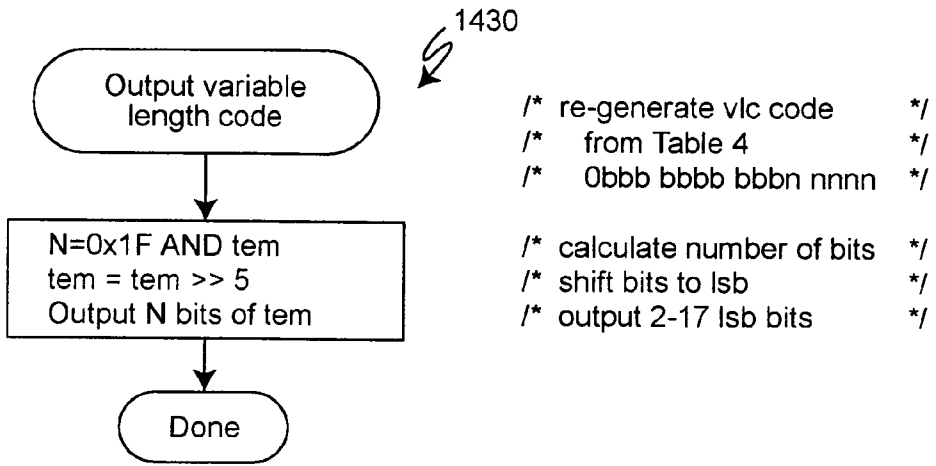 1430
Output variable
length code
/* re-generate vlc code */
/* from Table 4 */
/* 0bbb bbbb bbbn nnnn */
N=0x1F AND tem
tem = tem >> 5
Output N bits of tem
/* calculate number of bits */
/* shift bits to lsb */
/* output 2-17 lsb bits */
Done